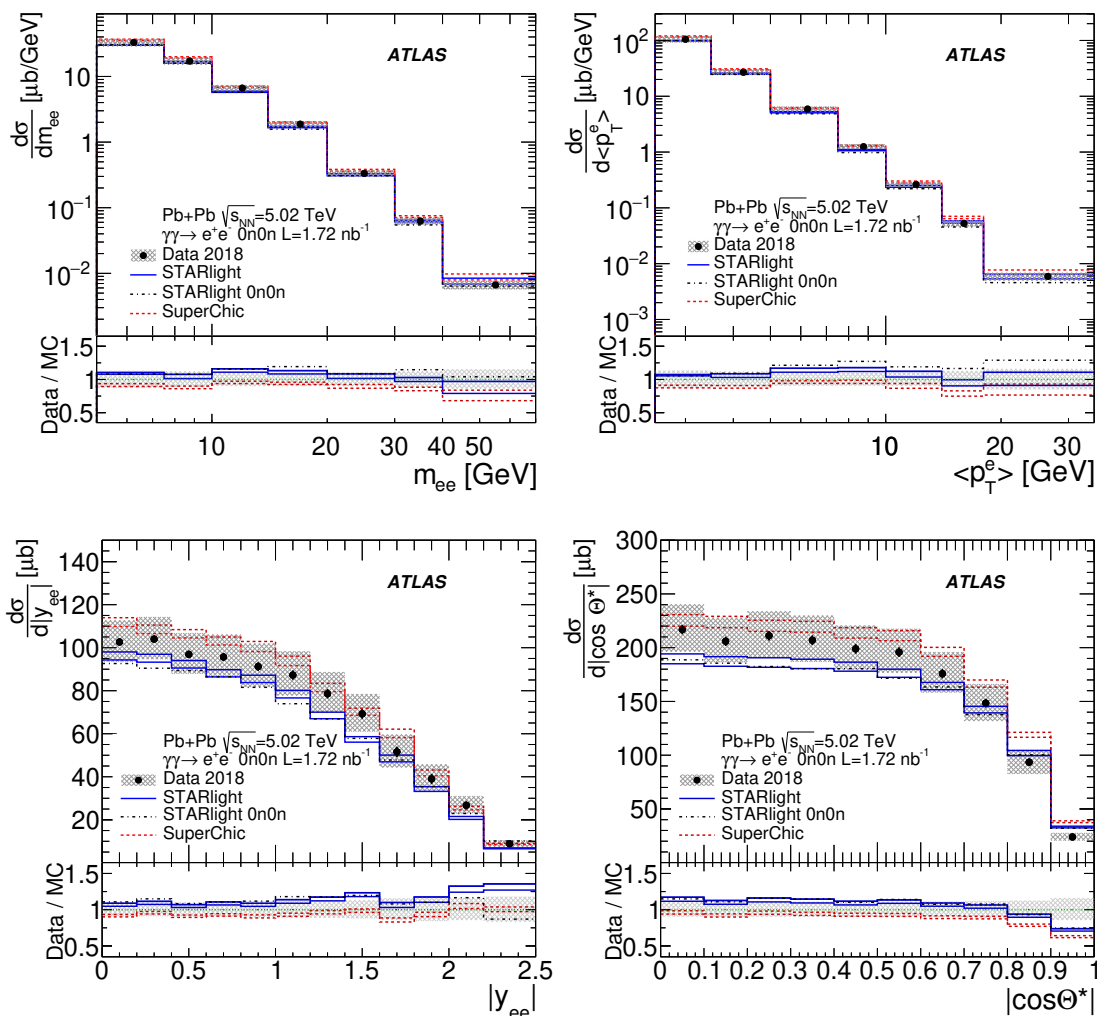 dσ/dm_ee [μb/GeV]
ATLAS
10
1
10⁻¹
10⁻²
Pb+Pb √s_NN=5.02 TeV
γγ→ e⁺e⁻ 0n0n L=1.72 nb⁻¹
Data 2018
STARlight
STARlight 0n0n
SuperChic
Data / MC
1.5
1
0.5
10 20 30 40 50
m_ee [GeV]
dσ/d<p_T^e> [μb/GeV]
ATLAS
10²
10
1
10⁻¹
10⁻²
10⁻³
Pb+Pb √s_NN=5.02 TeV
γγ→ e⁺e⁻ 0n0n L=1.72 nb⁻¹
Data 2018
STARlight
STARlight 0n0n
SuperChic
Data / MC
1.5
1
0.5
10 20 30
<p_T^e> [GeV]
dσ/d|y_ee| [μb]
ATLAS
140
120
100
80
60
40
20
Pb+Pb √s_NN=5.02 TeV
γγ→ e⁺e⁻ 0n0n L=1.72 nb⁻¹
Data 2018
STARlight
STARlight 0n0n
SuperChic
Data / MC
1.5
1
0.5
0 0.5 1 1.5 2 2.5
|y_ee|
dσ/d|cos Θ*| [μb]
ATLAS
300
250
200
150
100
50
Pb+Pb √s_NN=5.02 TeV
γγ→ e⁺e⁻ 0n0n L=1.72 nb⁻¹
Data 2018
STARlight
STARlight 0n0n
SuperChic
Data / MC
1.5
1
0.5
0 0.1 0.2 0.3 0.4 0.5 0.6 0.7 0.8 0.9 1
|cosΘ*|